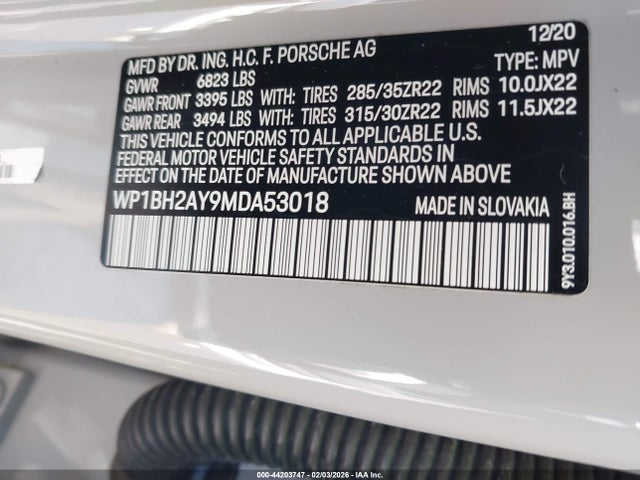 MFD BY DR. ING. H.C. F. PORSCHE AG 12/20
GVWR 6823 LBS TYPE: MPV
GAWR FRONT 3395 LBS WITH: TIRES 285/35ZR22 RIMS 10.0JX22
GAWR REAR 3494 LBS WITH: TIRES 315/30ZR22 RIMS 11.5JX22
THIS VEHICLE CONFORMS TO ALL APPLICABLE U.S.
FEDERAL MOTOR VEHICLE SAFETY STANDARDS IN
EFFECT ON THE DATE OF MANUFACTURE SHOWN ABOVE
WP1BH2AY9MDA53018 MADE IN SLOVAKIA
9Y3.010.016.BH
000-44203747 - 02/03/2026 - IAA Inc.